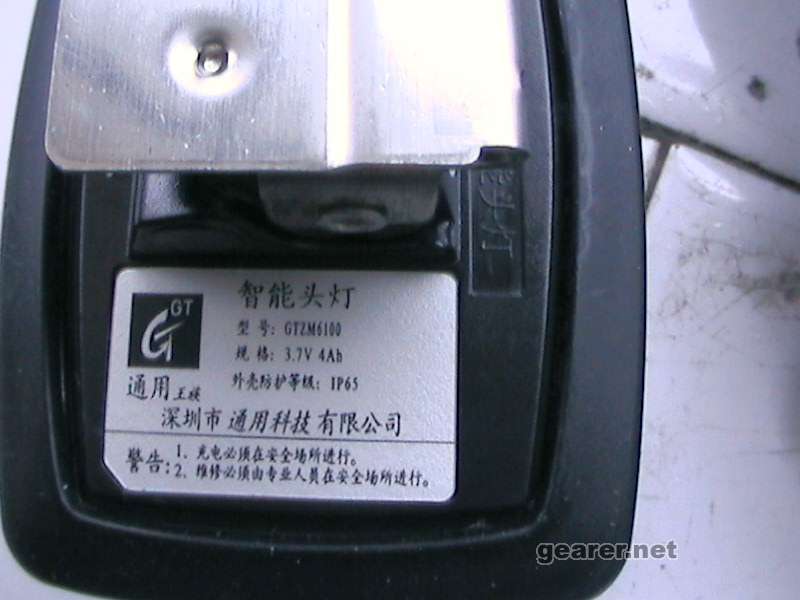 GT
智能头灯
型号: GTZM6100
规格: 3.7V 4Ah
外壳防护等级: IP65
通用
深圳市通用科技有限公司
警告:
1、充电必须在安全场所进行。
2、维修必须由专业人员在安全场所进行。
gearer.net